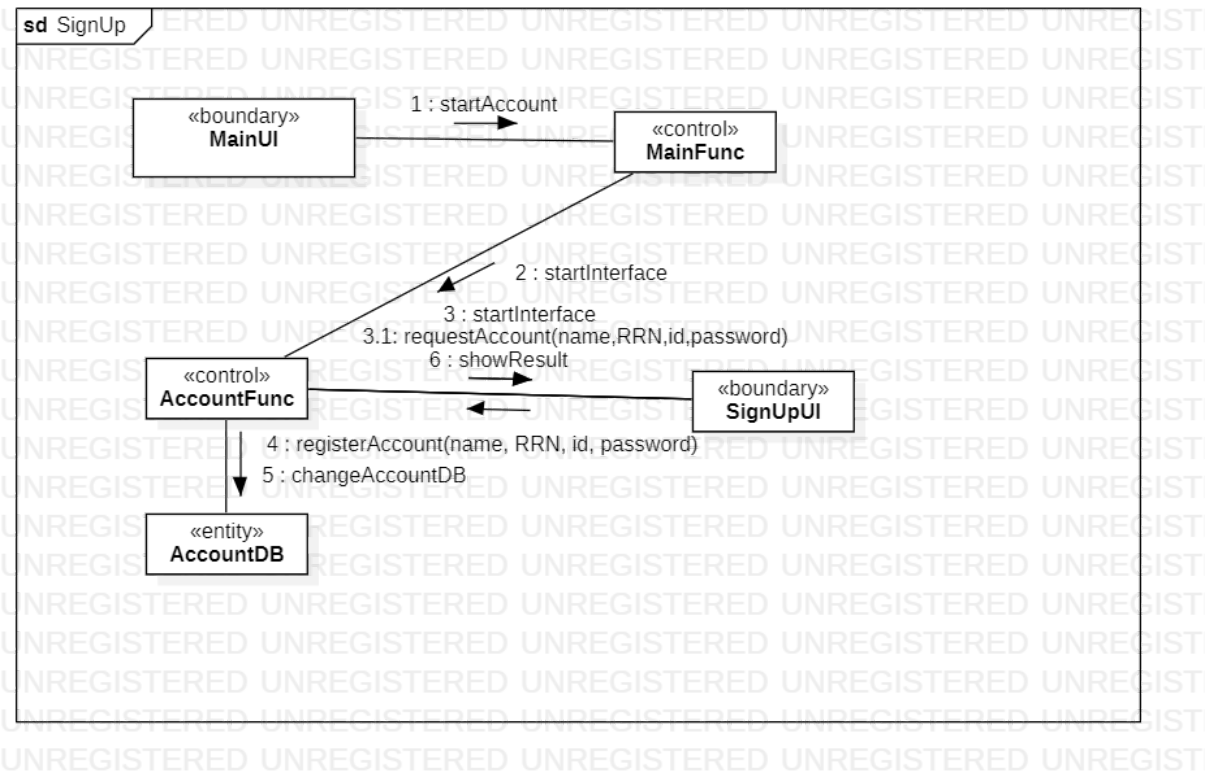 sd SignUp
1 : startAccount
«boundary»
MainUI
«control»
MainFunc
2 : startInterface
3 : startInterface
3.1: requestAccount(name,RRN,id,password)
6 : showResult
«control»
AccountFunc
«boundary»
SignUpUI
4 : registerAccount(name, RRN, id, password)
5 : changeAccountDB
«entity»
AccountDB
UNREGISTERED